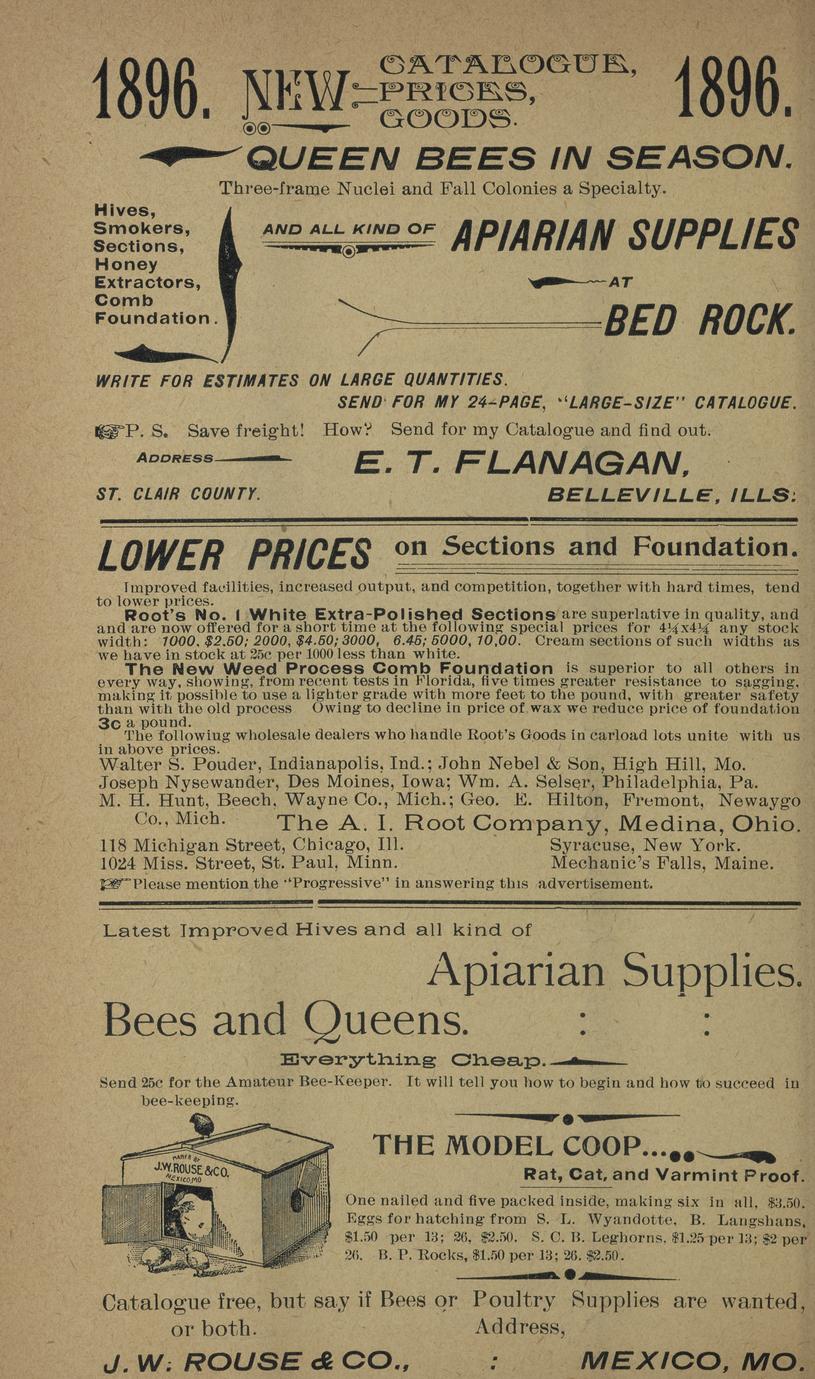 1896. NEW CATALOGUE, 1896.
PRICES,
GOODS.
QUEEN BEES IN SEASON.
Three-frame Nuclei and Fall Colonies a Specialty.
Hives,
Smokers,
Sections,
Honey
Extractors,
Comb
Foundation.
AND ALL KIND OF APIARIAN SUPPLIES
AT
BED ROCK.
WRITE FOR ESTIMATES ON LARGE QUANTITIES.
SEND FOR MY 24-PAGE, "LARGE-SIZE" CATALOGUE.
☞P. S. Save freight! How? Send for my Catalogue and find out.
ADDRESS E. T. FLANAGAN,
ST. CLAIR COUNTY. BELLEVILLE, ILLS.
LOWER PRICES on Sections and Foundation.
Improved facilities, increased output, and competition, together with hard times, tend
to lower prices.
Root's No. 1 White Extra-Polished Sections are superlative in quality, and
and are now offered for a short time at the following special prices for 4¼x4¼ any stock
width: 1000, $2.50; 2000, $4.50; 3000, 6.45; 5000, 10,00. Cream sections of such widths as
we have in stock at 25c per 1000 less than white.
The New Weed Process Comb Foundation is superior to all others in
every way, showing, from recent tests in Florida, five times greater resistance to sagging,
making it possible to use a lighter grade with more feet to the pound, with greater safety
than with the old process Owing to decline in price of wax we reduce price of foundation
3c a pound.
The followiug wholesale dealers who handle Root's Goods in carload lots unite with us
in above prices.
Walter S. Pouder, Indianapolis, Ind.; John Nebel & Son, High Hill, Mo.
Joseph Nysewander, Des Moines, Iowa; Wm. A. Selser, Philadelphia, Pa.
M. H. Hunt, Beech, Wayne Co., Mich.; Geo. E. Hilton, Fremont, Newaygo
Co., Mich. The A. I. Root Company, Medina, Ohio.
118 Michigan Street, Chicago, Ill. Syracuse, New York.
1024 Miss. Street, St. Paul, Minn. Mechanic's Falls, Maine.
☞Please mention the "Progressive" in answering this advertisement.
Latest Improved Hives and all kind of
Apiarian Supplies.
Bees and Queens. : :
Everything Cheap.
Send 25c for the Amateur Bee-Keeper. It will tell you how to begin and how to succeed in
bee-keeping.
MADE BY
J.W. ROUSE & CO.
MEXICO, MO
THE MODEL COOP...
Rat, Cat, and Varmint Proof.
One nailed and five packed inside, making six in all, $3.50.
Eggs for hatching from S. L. Wyandotte, B. Langshans,
$1.50 per 13; 26, $2.50. S. C. B. Leghorns, $1.25 per 13; $2 per
26. B. P. Rocks, $1.50 per 13; 26, $2.50.
Catalogue free, but say if Bees or Poultry Supplies are wanted,
or both. Address,
J. W. ROUSE & CO., : MEXICO, MO.